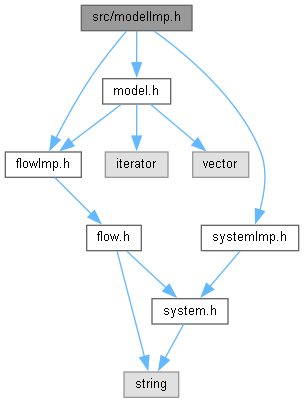 src/modelImp.h
model.h
flowImp.h
iterator
vector
flow.h
systemImp.h
system.h
string